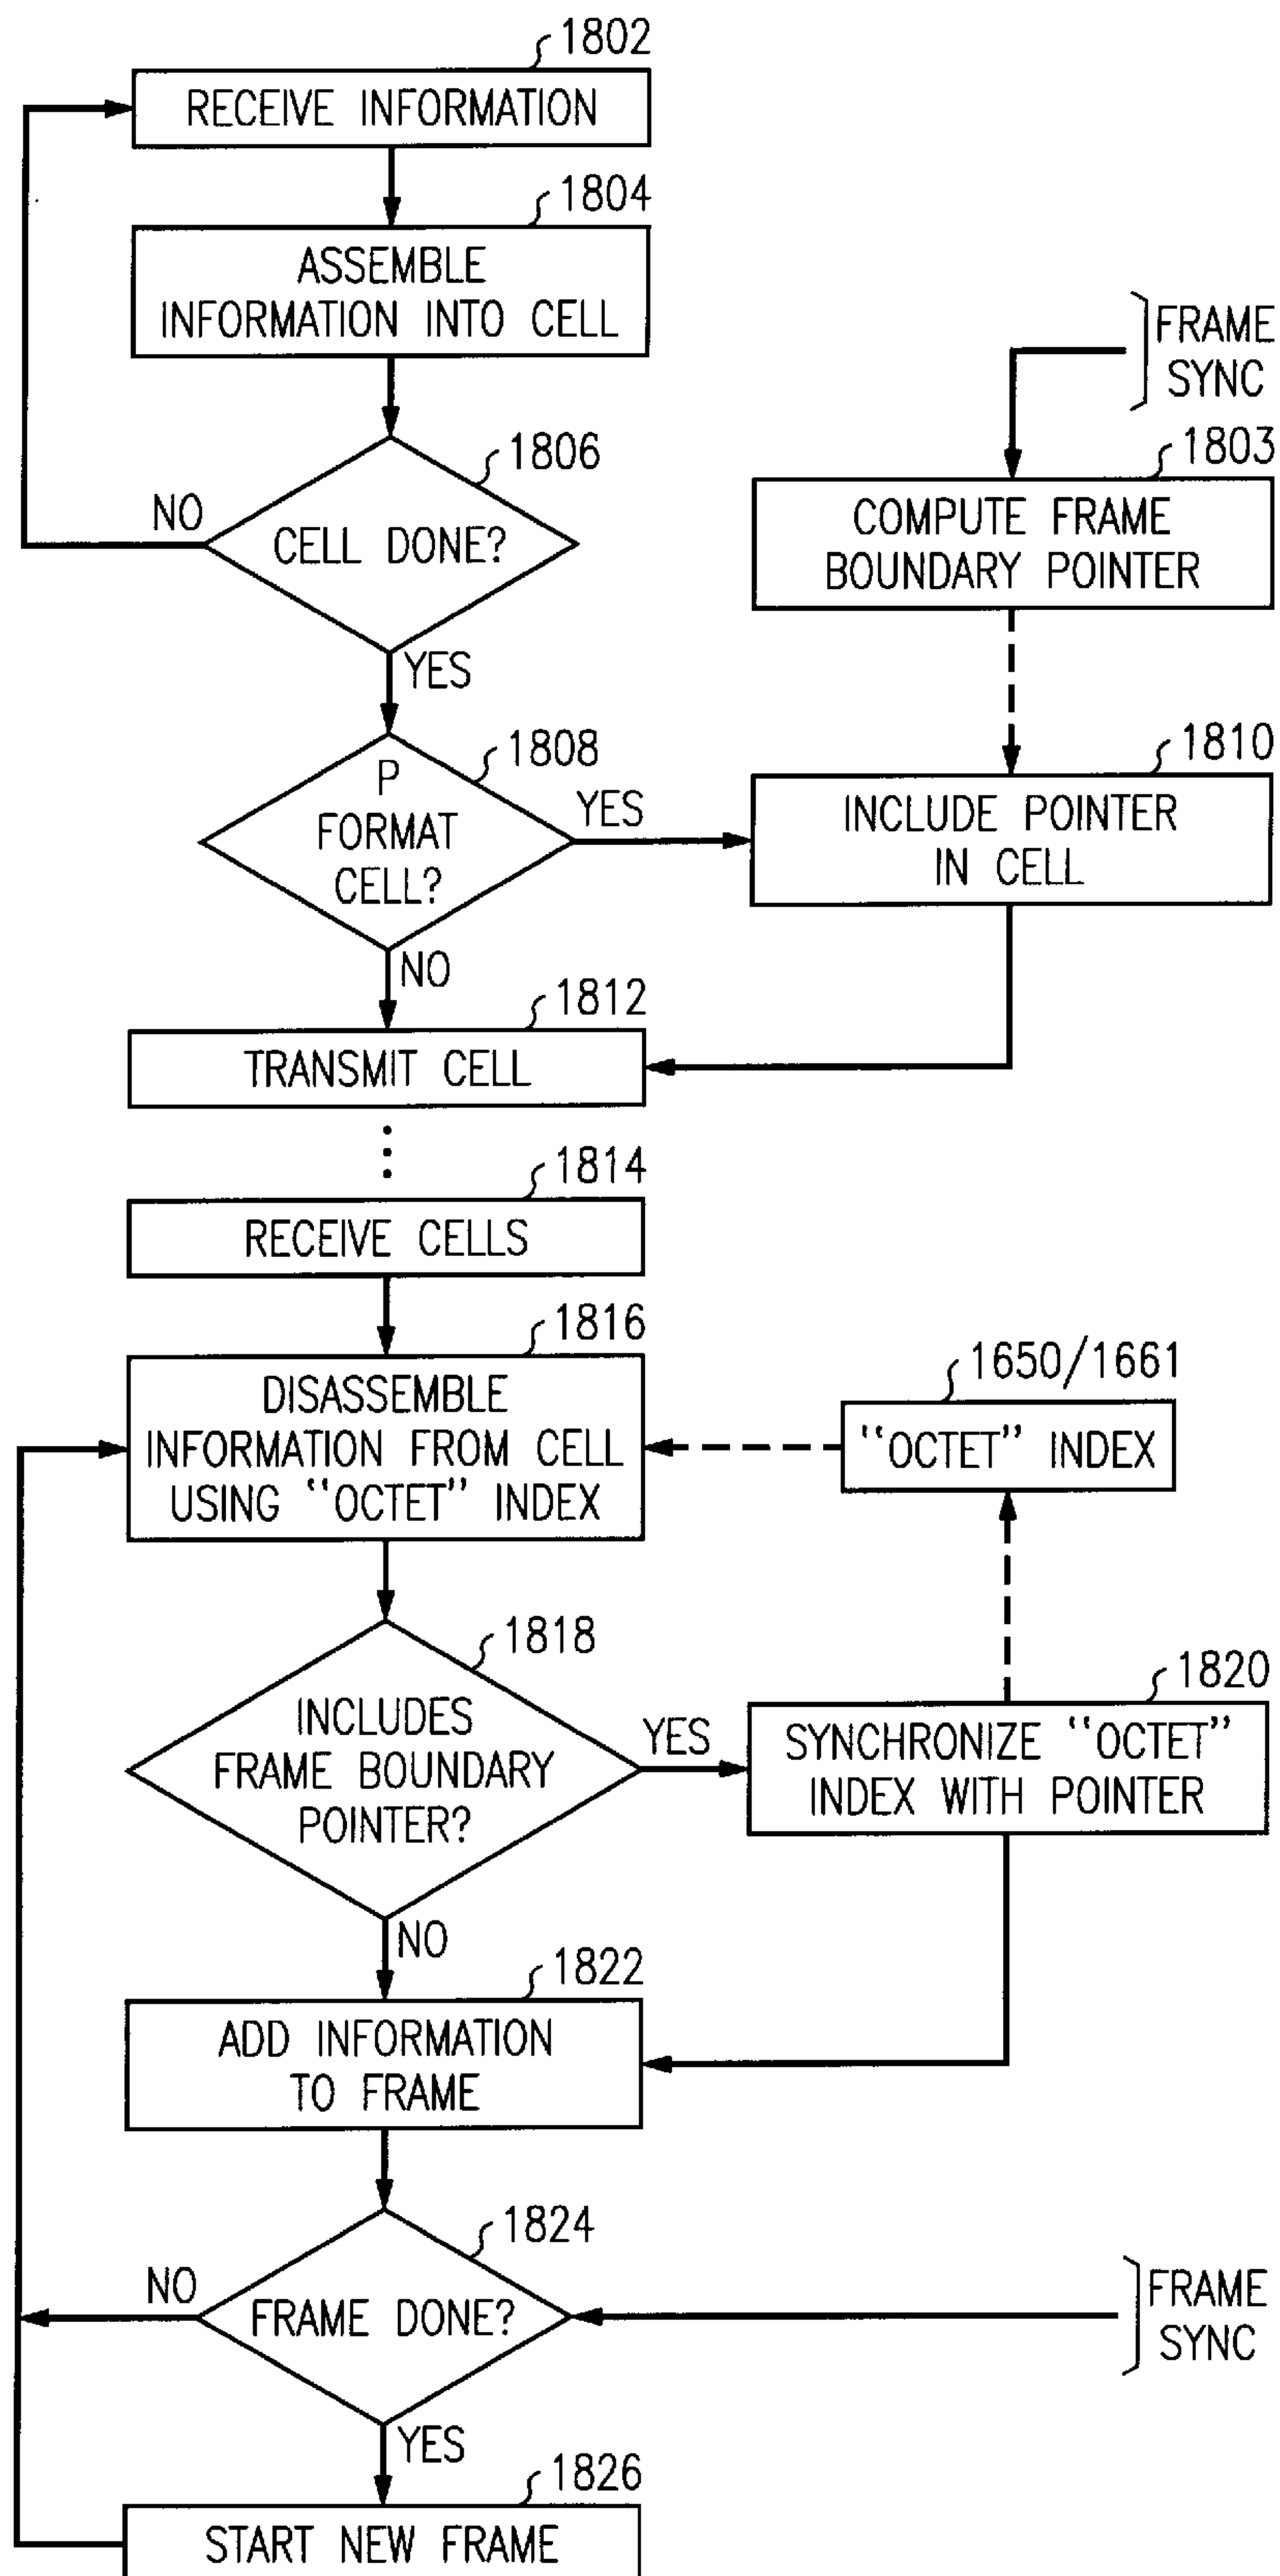 1802
RECEIVE INFORMATION
1804
ASSEMBLE
INFORMATION INTO CELL
FRAME
SYNC
1806
NO
CELL DONE?
YES
1803
COMPUTE FRAME
BOUNDARY POINTER
1808
P
FORMAT
CELL?
YES
NO
1810
INCLUDE POINTER
IN CELL
1812
TRANSMIT CELL
1814
RECEIVE CELLS
1816
DISASSEMBLE
INFORMATION FROM CELL
USING "OCTET" INDEX
1650/1661
"OCTET" INDEX
1818
INCLUDES
FRAME BOUNDARY
POINTER?
YES
NO
1820
SYNCHRONIZE "OCTET"
INDEX WITH POINTER
1822
ADD INFORMATION
TO FRAME
1824
NO
FRAME DONE?
YES
FRAME
SYNC
1826
START NEW FRAME